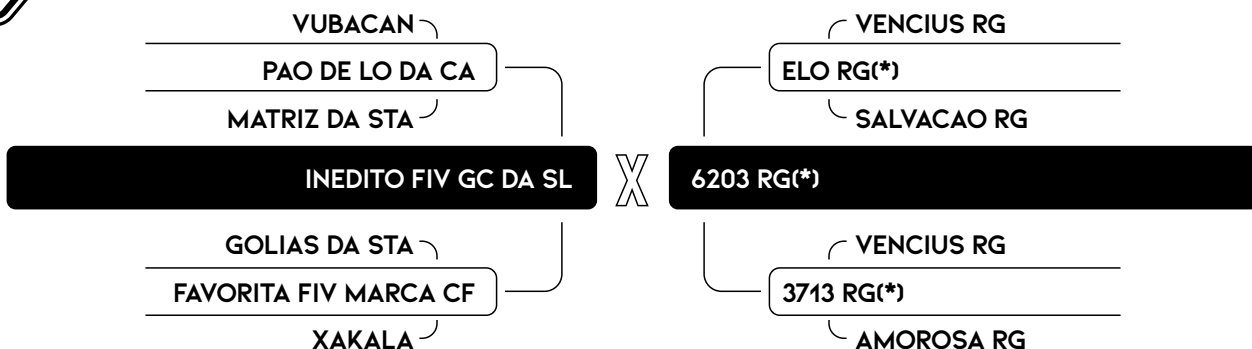 VUBACAN
PAO DE LO DA CA
MATRIZ DA STA
INEDITO FIV GC DA SL
GOLIAS DA STA
FAVORITA FIV MARCA CF
XAKALA
X
VENCIUS RG
ELO RG(*)
SALVACAO RG
6203 RG(*)
VENCIUS RG
3713 RG(*)
AMOROSA RG